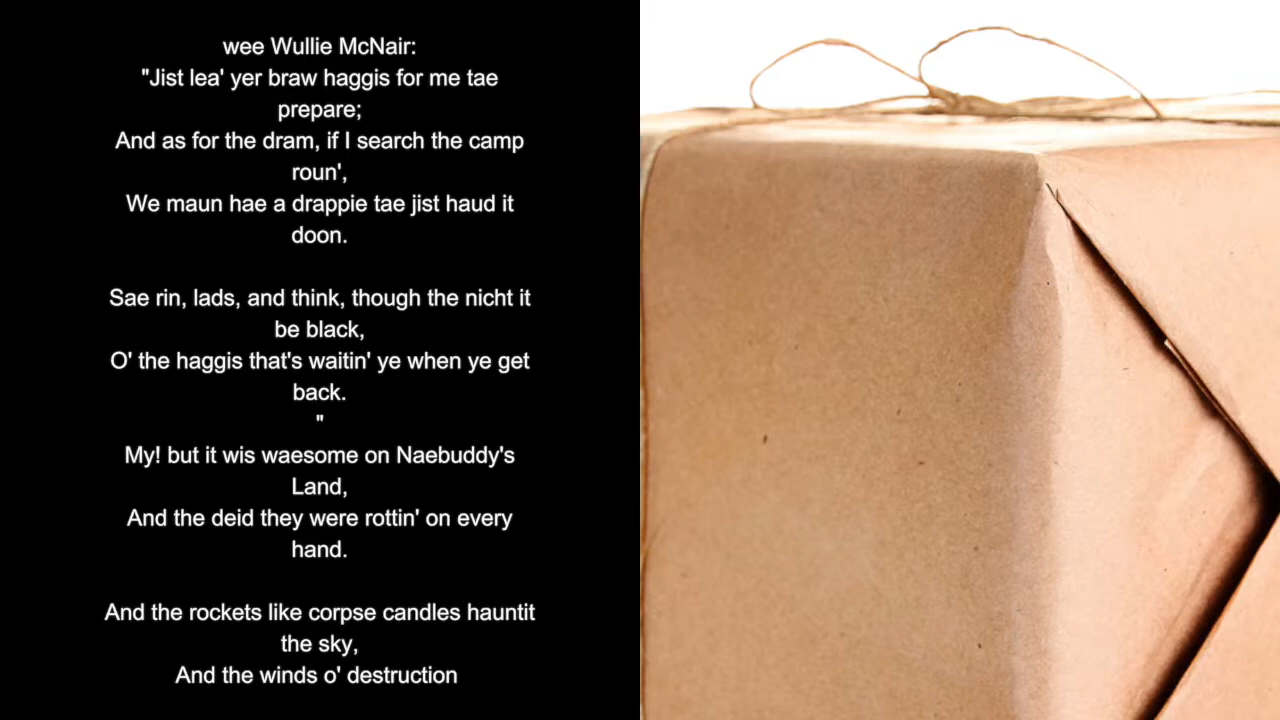 wee Wullie McNair:
"Jist lea' yer braw haggis for me tae
prepare;
And as for the dram, if I search the camp
roun',
We maun hae a drappie tae jist haud it
doon.
Sae rin, lads, and think, though the nicht it
be black,
O' the haggis that's waitin' ye when ye get
back.
"
My! but it wis waesome on Naebuddy's
Land,
And the deid they were rottin' on every
hand.
And the rockets like corpse candles hauntit
the sky,
And the winds o' destruction